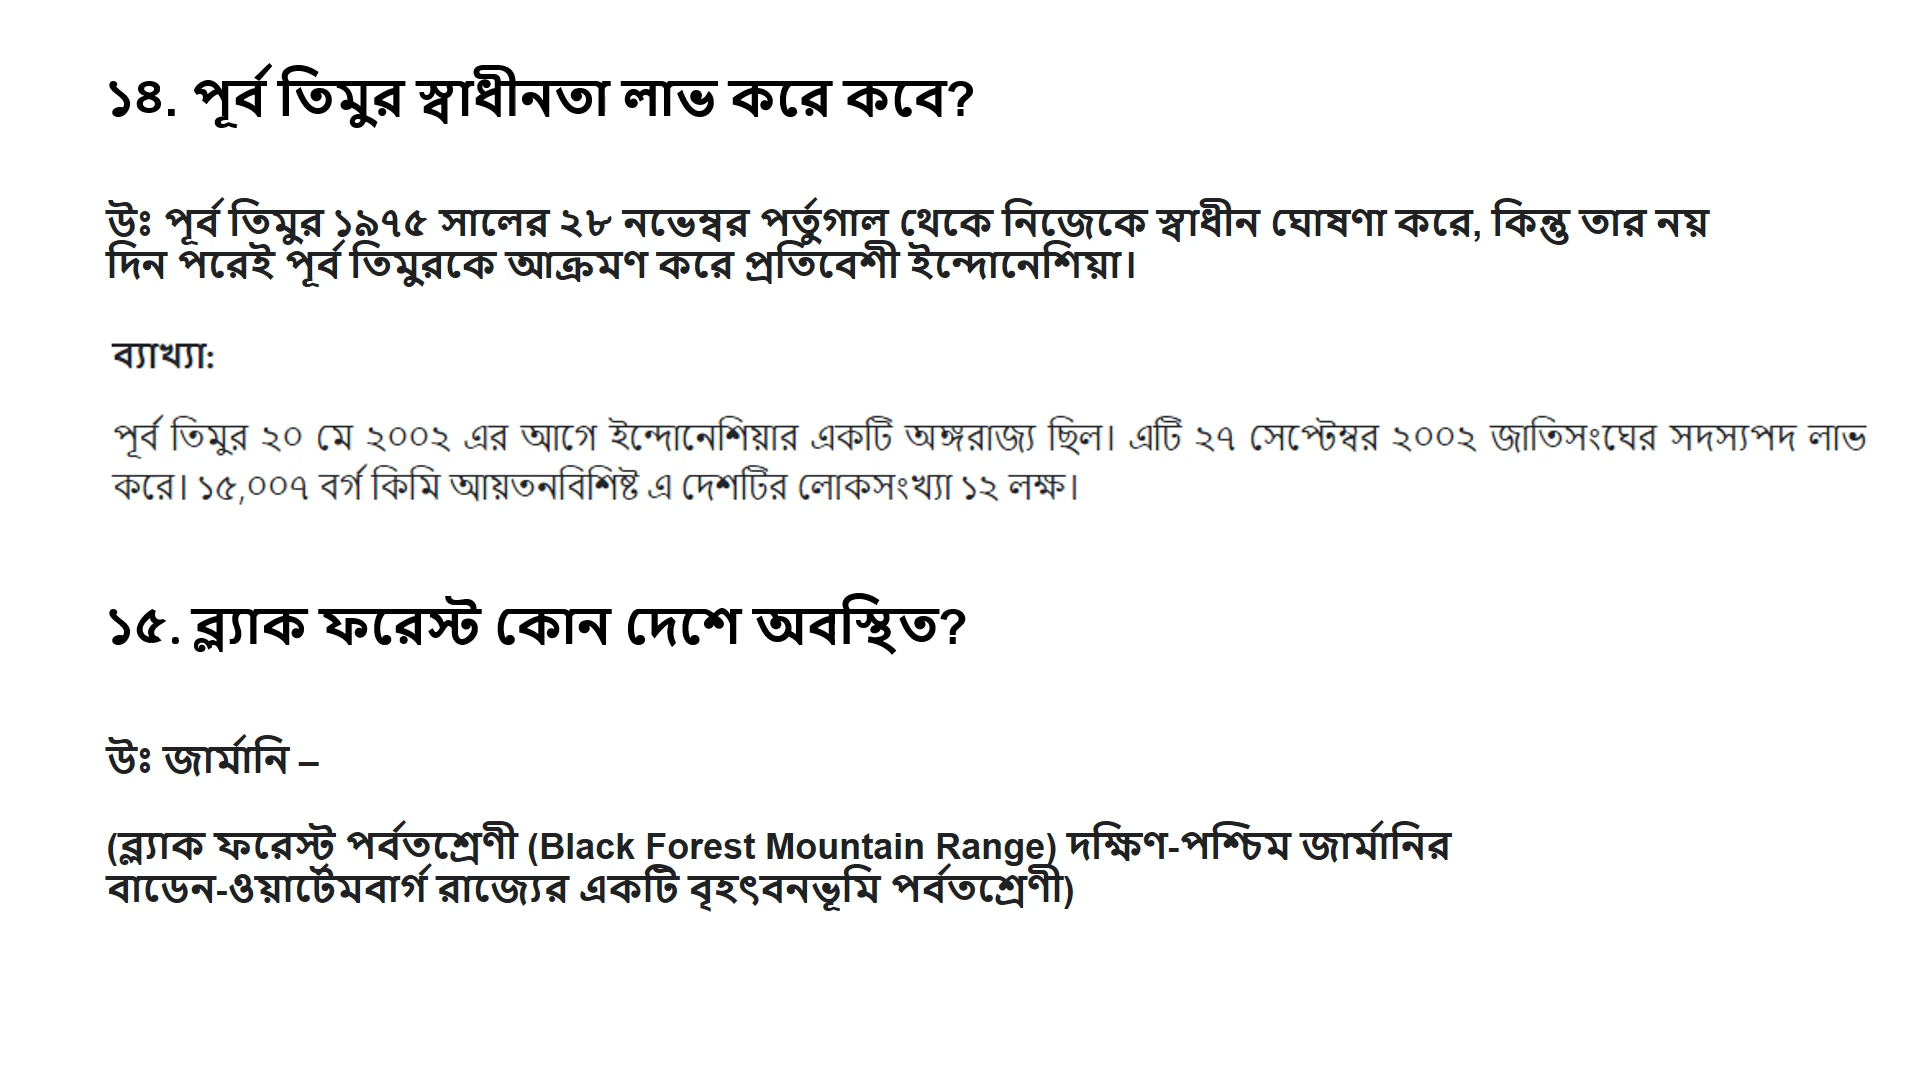 ১৪. পূর্ব তিমুর স্বাধীনতা লাভ করে কবে?
উঃ পূর্ব তিমুর ১৯৭৫ সালের ২৮ নভেম্বর পর্তুগাল থেকে নিজেকে স্বাধীন ঘোষণা করে, কিন্তু তার নয়
দিন পরেই পূর্ব তিমুরকে আক্রমণ করে প্রতিবেশী ইন্দোনেশিয়া।
ব্যাখ্যা:
পূর্ব তিমুর ২০ মে ২০০২ এর আগে ইন্দোনেশিয়ার একটি অঙ্গরাজ্য ছিল। এটি ২৭ সেপ্টেম্বর ২০০২ জাতিসংঘের সদস্যপদ লাভ
করে। ১৫,০০৭ বর্গ কিমি আয়তনবিশিষ্ট এ দেশটির লোকসংখ্যা ১২ লক্ষ।
১৫. ব্ল্যাক ফরেস্ট কোন দেশে অবস্থিত?
উঃ জার্মানি –
(ব্ল্যাক ফরেস্ট পর্বতশ্রেণী (Black Forest Mountain Range) দক্ষিণ-পশ্চিম জার্মানির
বাডেন-ওয়ার্টেমবার্গ রাজ্যের একটি বৃহৎবনভূমি পর্বতশ্রেণী)